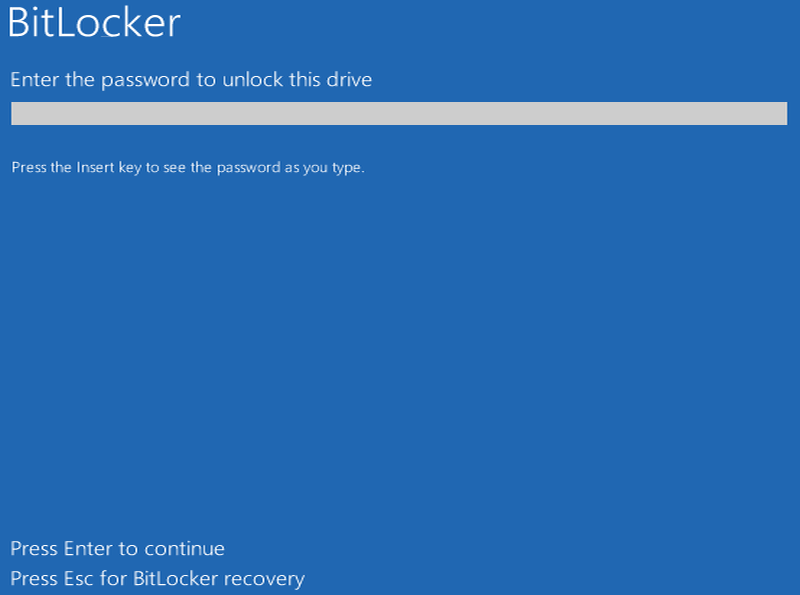 BitLocker
Enter the password to unlock this drive
Press the Insert key to see the password as you type.
Press Enter to continue
Press Esc for BitLocker recovery